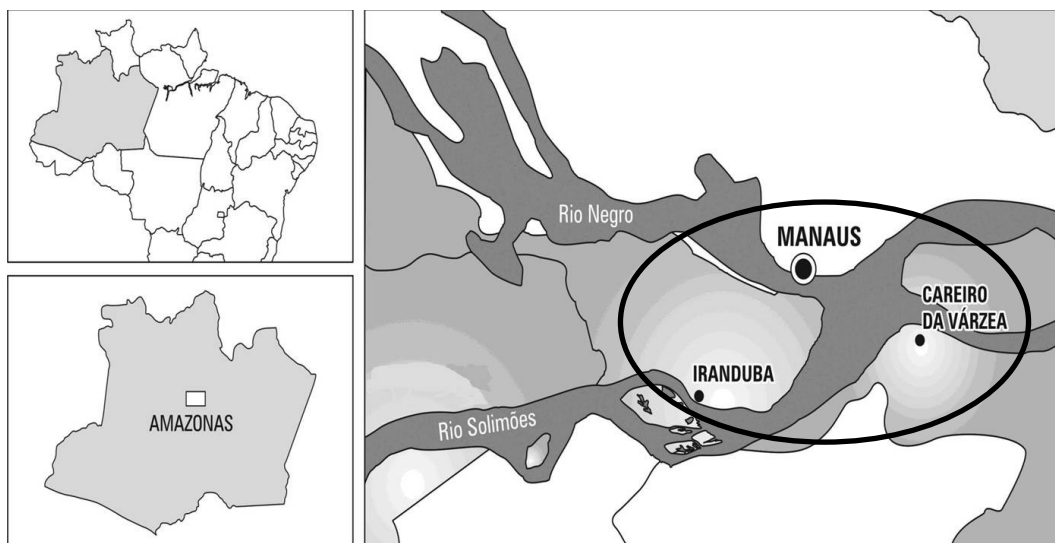 AMAZONAS
Rio Negro
MANAUS
CAREIRO
DA VÁRZEA
IRANDUBA
Rio Solimões